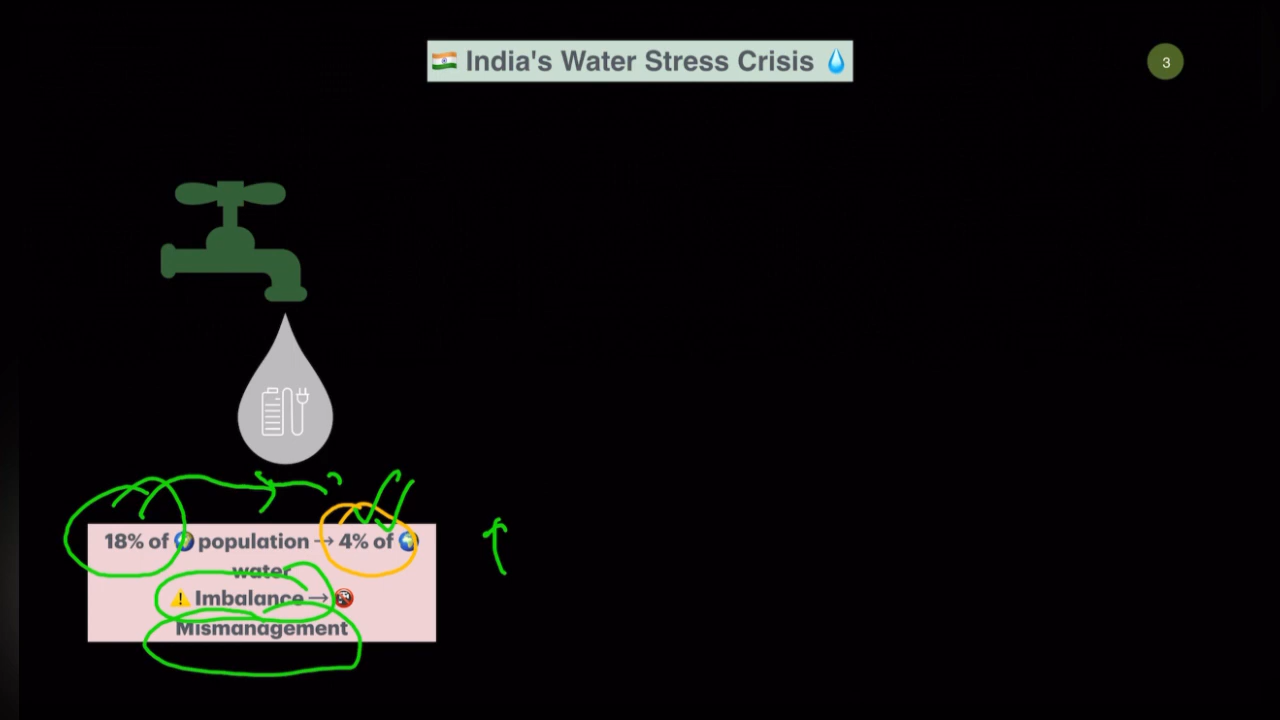 🇮🇳 India's Water Stress Crisis 💧
3
18% of 🌍 population → 4% of 🌍
water
⚠️ Imbalance → 🚱
Mismanagement